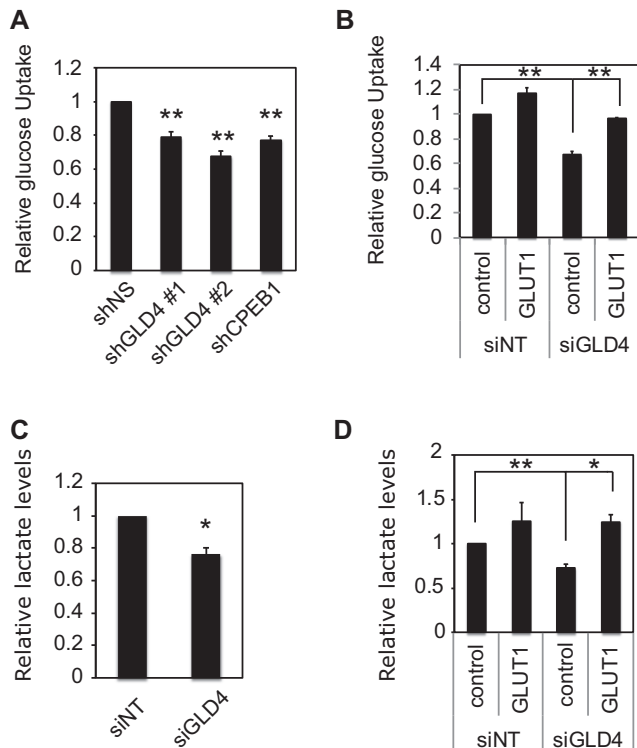 A
Relative glucose Uptake
1.2
1
0.8
0.6
0.4
0.2
0
**
**
**
shNS
shGLD4 #1
shGLD4 #2
shCPEB1
B
Relative glucose Uptake
1.4
1.2
1
0.8
0.6
0.4
0.2
0
**
**
control
GLUT1
control
GLUT1
siNT
siGLD4
C
Relative lactate levels
1.2
1
0.8
0.6
0.4
0.2
0
*
siNT
siGLD4
D
Relative lactate levels
2
1.5
1
0.5
0
**
*
control
GLUT1
control
GLUT1
siNT
siGLD4